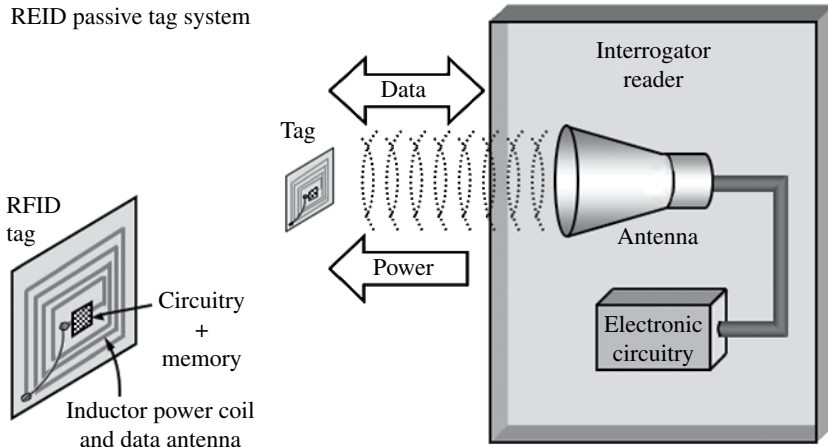 REID passive tag system
Interrogator
reader
Data
Tag
RFID
tag
Antenna
Power
Circuitry
+
memory
Electronic
circuitry
Inductor power coil
and data antenna